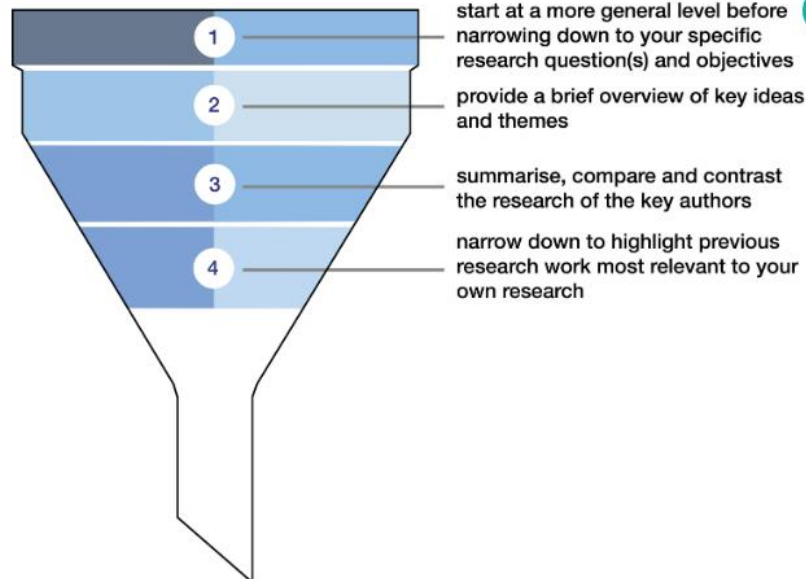 1
start at a more general level before
narrowing down to your specific
research question(s) and objectives
2
provide a brief overview of key ideas
and themes
3
summarise, compare and contrast
the research of the key authors
4
narrow down to highlight previous
research work most relevant to your
own research